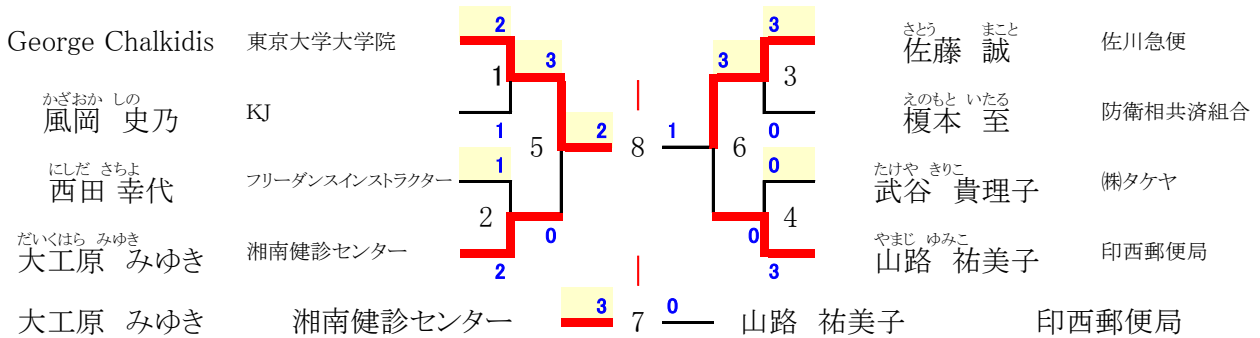 George Chalkidis 東京大学大学院 2 3 さとう まこと 佐藤 誠 佐川急便
3 3
1 3
かざおか しの
風岡 史乃 KJ 1 0 えのもと いたる 榎本 至 防衛相共済組合
5 2 8 1 6
にしだ さちよ
西田 幸代 フリーダンスインストラクター 1 0 たけや きりこ 武谷 貴理子 ㈱タケヤ
2 0 0 4
だいくはら みゆき
大工原 みゆき 湘南健診センター 2 3 やまじ ゆみこ 山路 祐美子 印西郵便局
大工原 みゆき 湘南健診センター 3 7 0 山路 祐美子 印西郵便局